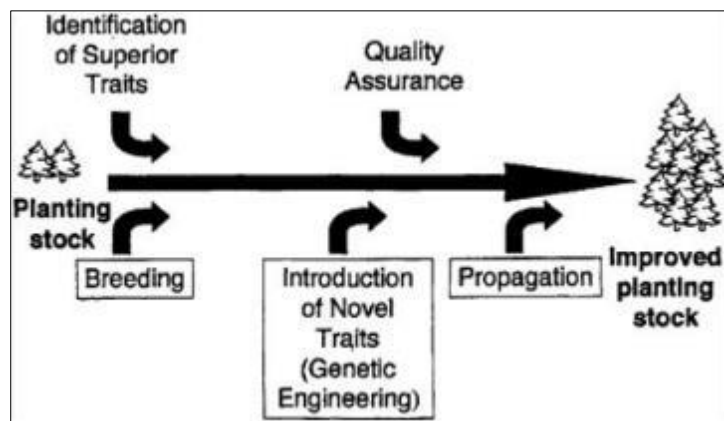 Identification
of Superior
Traits
Quality
Assurance
Planting
stock
Breeding
Introduction
of Novel
Traits
(Genetic
Engineering)
Propagation
Improved
planting
stock